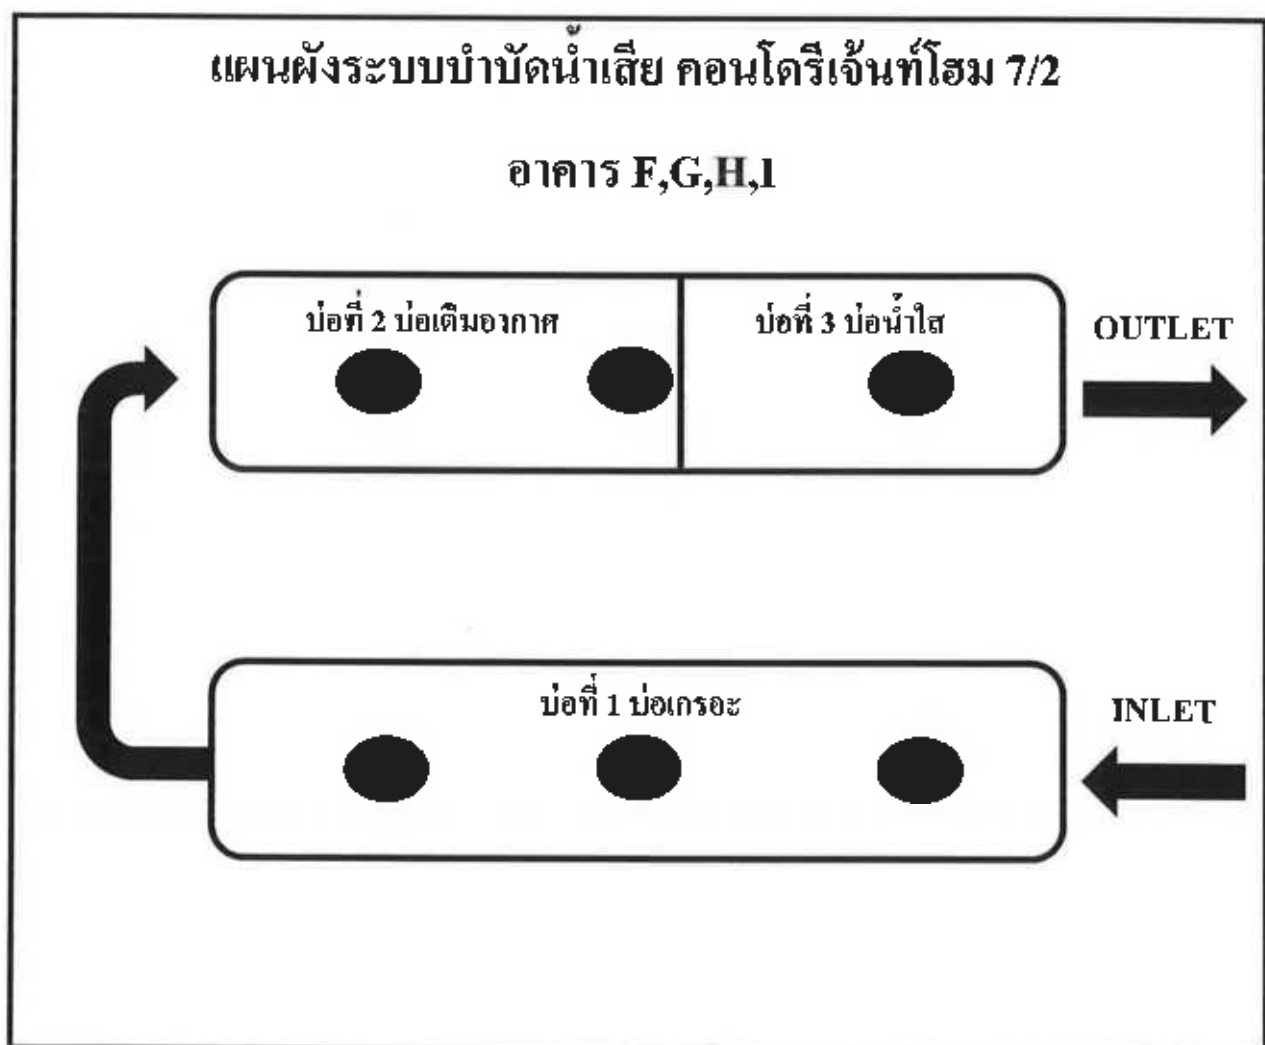 แผนผังระบบบำบัดน้ำเสีย คอนโดรีเจ้นท์โฮม 7/2
อาคาร F,G,H,1
บ่อที่ 2 บ่อเติมอากาศ
บ่อที่ 3 บ่อน้ำใส
OUTLET
บ่อที่ 1 บ่อเกรอะ
INLET